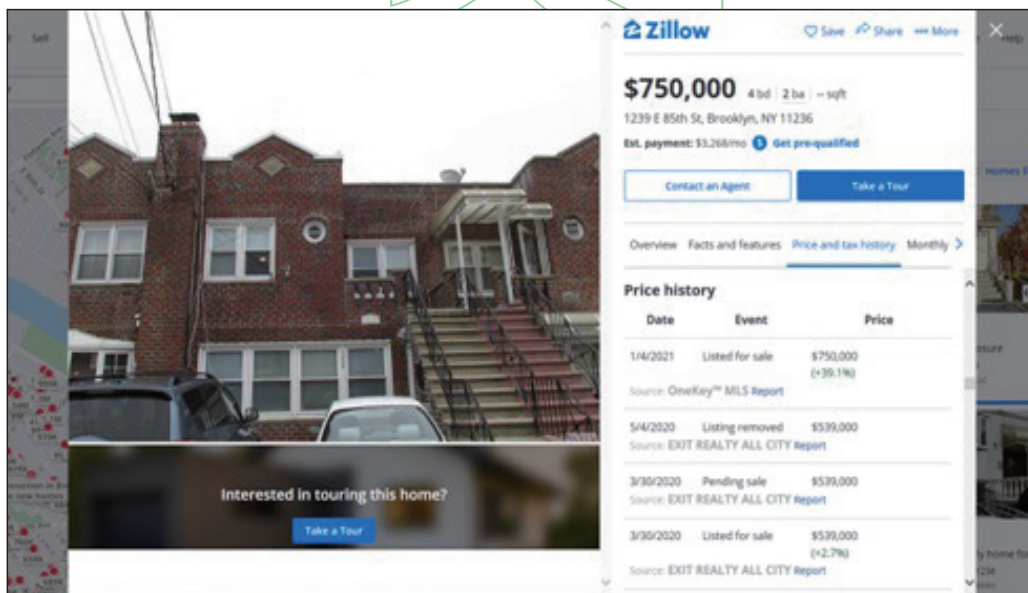 Sell
Zillow
Save Share More
Help
$750,000 4 bd 2 ba -- sqft
1239 E 85th St, Brooklyn, NY 11236
Est. payment: $3,268/mo $ Get pre-qualified
Contact an Agent
Take a Tour
Homes fo
Overview Facts and features Price and tax history Monthly
Price history
Date Event Price
1/4/2021 Listed for sale $750,000
(+39.1%)
Source: OneKey™ MLS Report
5/4/2020 Listing removed $539,000
Source: EXIT REALTY ALL CITY Report
3/30/2020 Pending sale $539,000
Source: EXIT REALTY ALL CITY Report
3/30/2020 Listed for sale $539,000
(+2.7%)
Source: EXIT REALTY ALL CITY Report
Interested in touring this home?
Take a Tour